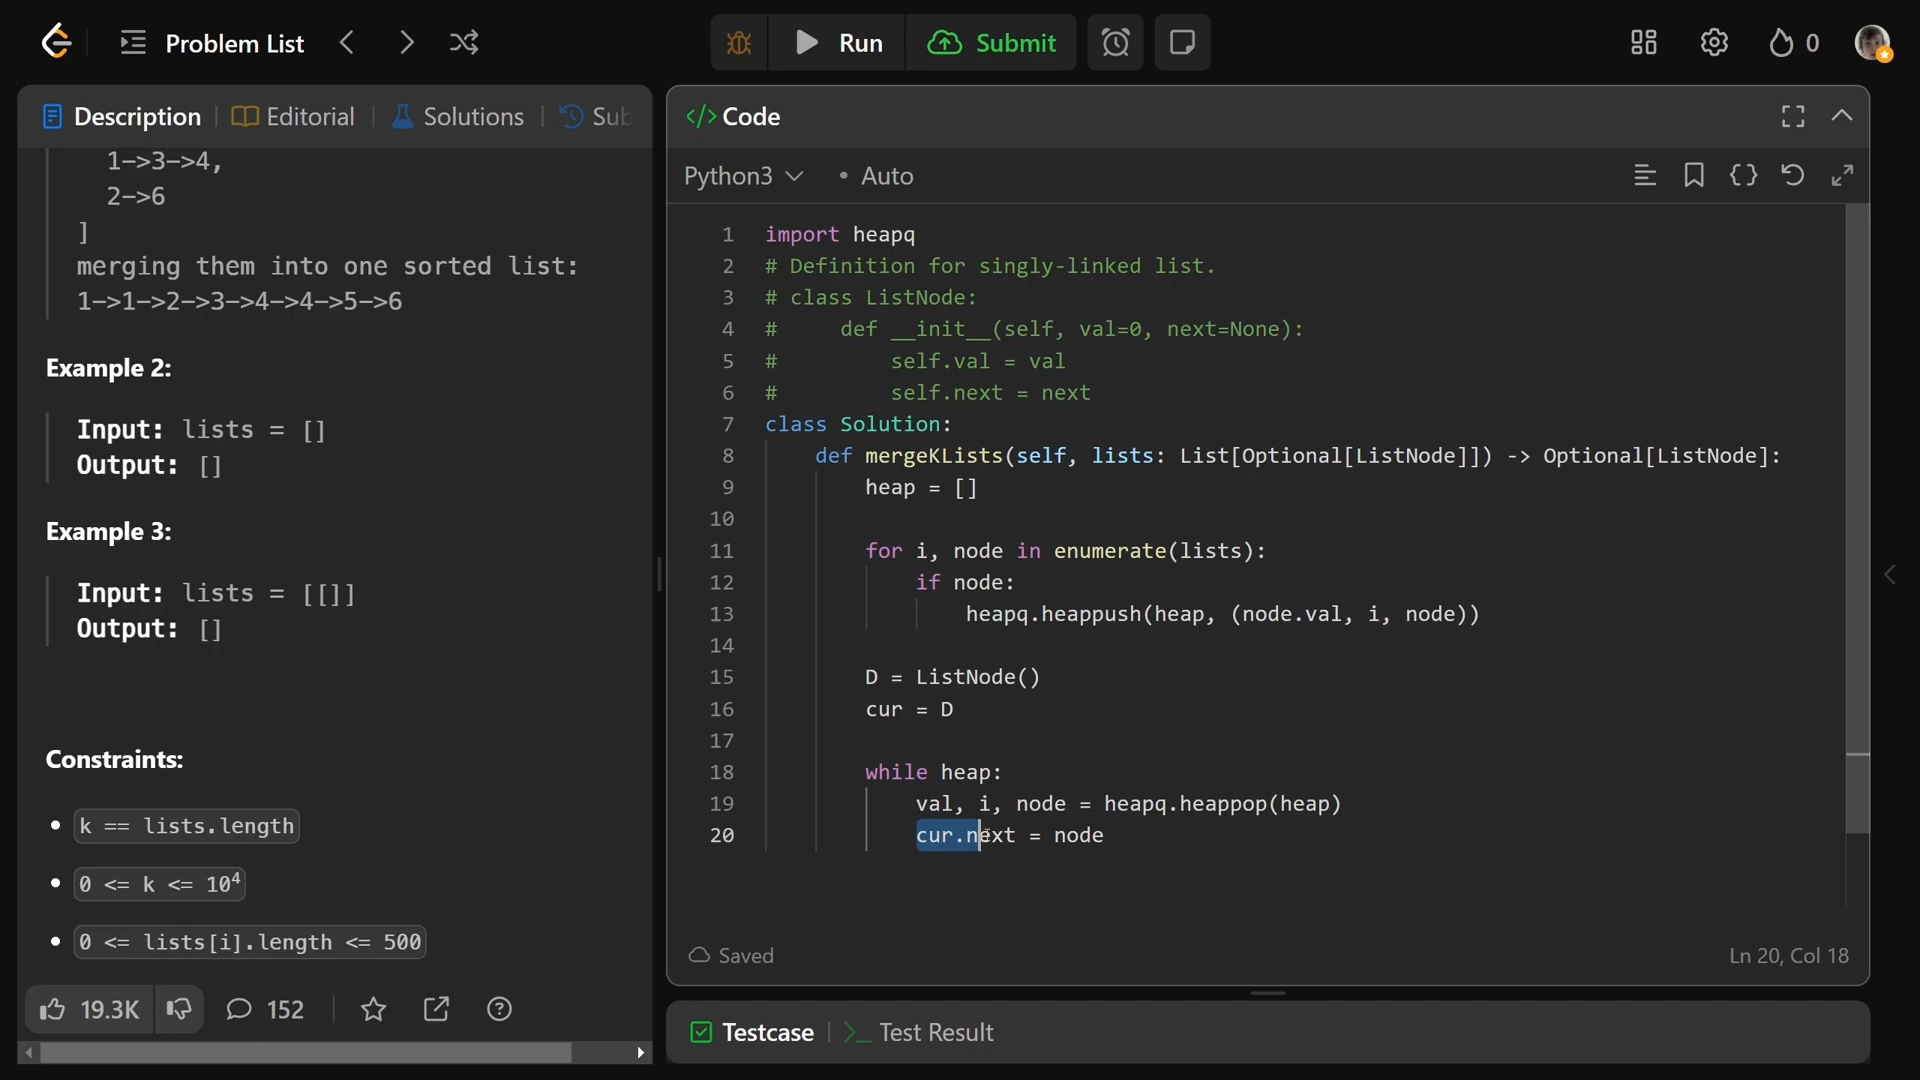 Problem List
Run
Submit
0
Description
Editorial
Solutions
Sub
1->3->4,
2->6
]
merging them into one sorted list:
1->1->2->3->4->4->5->6
Example 2:
Input: lists = []
Output: []
Example 3:
Input: lists = [[]]
Output: []
Constraints:
• k == lists.length
• 0 <= k <= 10⁴
• 0 <= lists[i].length <= 500
19.3K
152
</> Code
Python3
• Auto
1 import heapq
2 # Definition for singly-linked list.
3 # class ListNode:
4 #     def __init__(self, val=0, next=None):
5 #         self.val = val
6 #         self.next = next
7 class Solution:
8     def mergeKLists(self, lists: List[Optional[ListNode]]) -> Optional[ListNode]:
9         heap = []
10
11         for i, node in enumerate(lists):
12             if node:
13                 heapq.heappush(heap, (node.val, i, node))
14
15         D = ListNode()
16         cur = D
17
18         while heap:
19             val, i, node = heapq.heappop(heap)
20             cur.next = node
Saved
Ln 20, Col 18
Testcase
Test Result